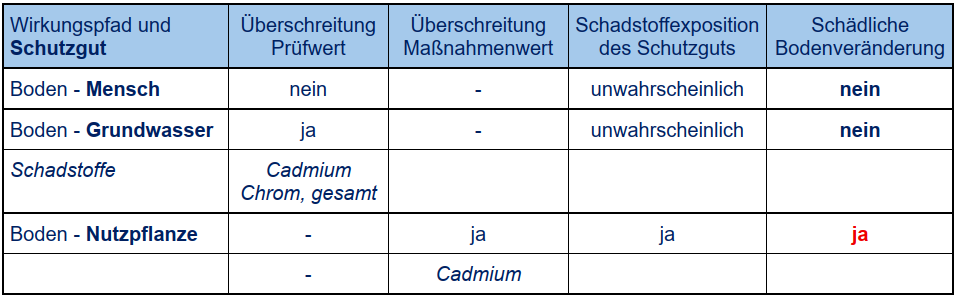 Wirkungspfad und Überschreitung Überschreitung Schadstoffexposition Schädliche
Schutzgut Prüfwert Maßnahmenwert des Schutzguts Bodenveränderung
Boden - Mensch nein - unwahrscheinlich nein
Boden - Grundwasser ja - unwahrscheinlich nein
Schadstoffe Cadmium
Chrom, gesamt
Boden - Nutzpflanze - ja ja ja
- Cadmium